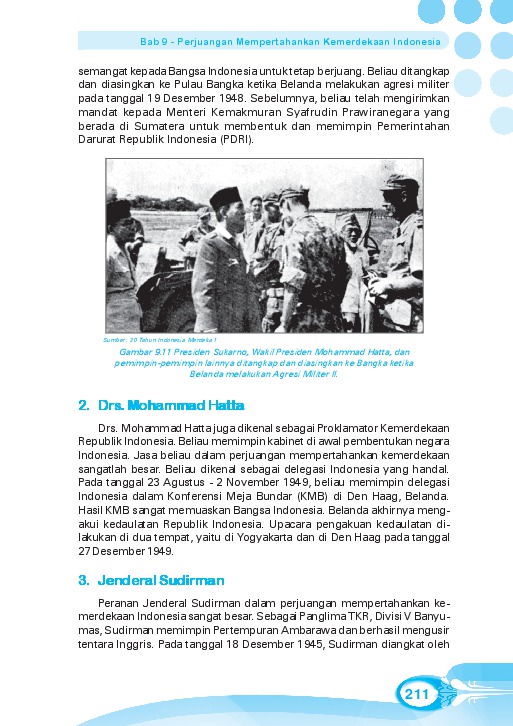 Bab 9 - Perjuangan Mempertahankan Kemerdekaan Indonesia
semangat kepada Bangsa Indonesia untuk tetap berjuang. Beliau ditangkap
dan diasingkan ke Pulau Bangka ketika Belanda melakukan agresi militer
pada tanggal 19 Desember 1948. Sebelumnya, beliau telah mengirimkan
mandat kepada Menteri Kemakmuran Syafrudin Prawiranegara yang
berada di Sumatera untuk membentuk dan memimpin Pemerintahan
Darurat Republik Indonesia (PDRI).
Sumber: 30 Tahun Indonesia Merdeka I
Gambar 9.11 Presiden Sukarno, Wakil Presiden Mohammad Hatta, dan
pemimpin-pemimpin lainnya ditangkap dan diasingkan ke Bangka ketika
Belanda melakukan Agresi Militer II.
2. Drs. Mohammad Hatta
Drs. Mohammad Hatta juga dikenal sebagai Proklamator Kemerdekaan
Republik Indonesia. Beliau memimpin kabinet di awal pembentukan negara
Indonesia. Jasa beliau dalam perjuangan mempertahankan kemerdekaan
sangatlah besar. Beliau dikenal sebagai delegasi Indonesia yang handal.
Pada tanggal 23 Agustus - 2 November 1949, beliau memimpin delegasi
Indonesia dalam Konferensi Meja Bundar (KMB) di Den Haag, Belanda.
Hasil KMB sangat memuaskan Bangsa Indonesia. Belanda akhirnya meng-
akui kedaulatan Republik Indonesia. Upacara pengakuan kedaulatan di-
lakukan di dua tempat, yaitu di Yogyakarta dan di Den Haag pada tanggal
27 Desember 1949.
3. Jenderal Sudirman
Peranan Jenderal Sudirman dalam perjuangan mempertahankan ke-
merdekaan Indonesia sangat besar. Sebagai Panglima TKR, Divisi V Banyu-
mas, Sudirman memimpin Pertempuran Ambarawa dan berhasil mengusir
tentara Inggris. Pada tanggal 18 Desember 1945, Sudirman diangkat oleh
211